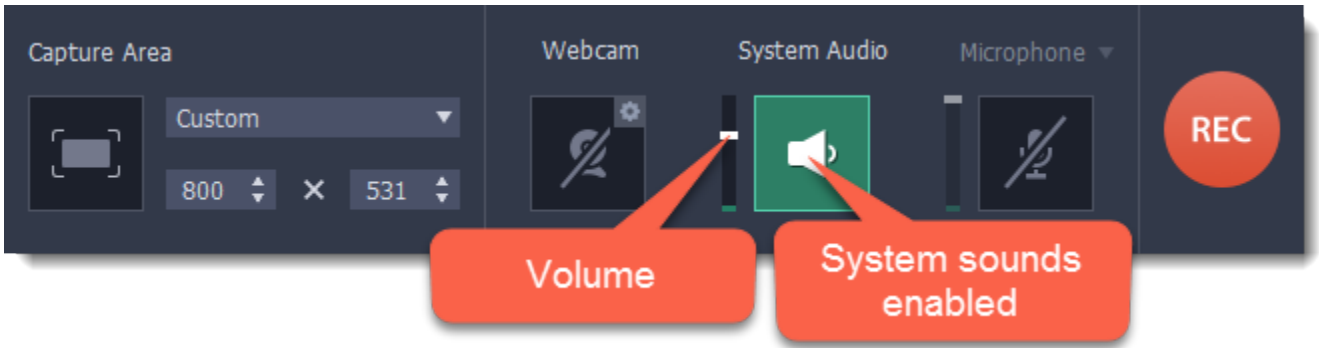 Capture Area
Webcam
System Audio
Microphone
Custom
800 × 531
REC
Volume
System sounds
enabled